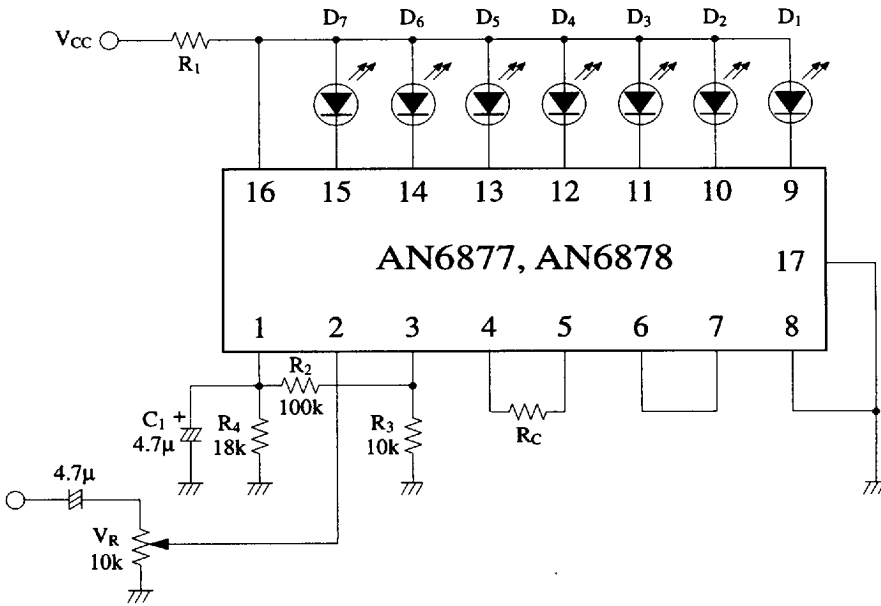 D7 D6 D5 D4 D3 D2 D1
VCC
R1
16 15 14 13 12 11 10 9
AN6877, AN6878 17
1 2 3 4 5 6 7 8
R2
100k
C1 +
4.7μ
R4
18k
R3
10k
RC
4.7μ
VR
10k